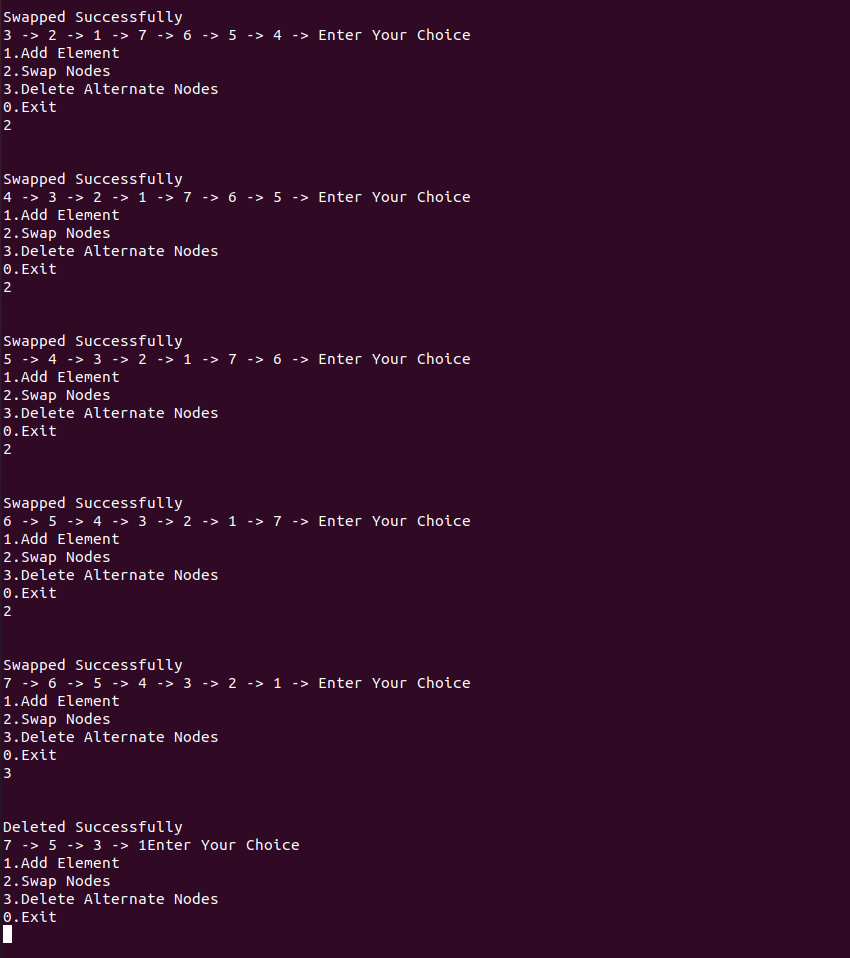 Swapped Successfully
3 -> 2 -> 1 -> 7 -> 6 -> 5 -> 4 -> Enter Your Choice
1.Add Element
2.Swap Nodes
3.Delete Alternate Nodes
0.Exit
2
Swapped Successfully
4 -> 3 -> 2 -> 1 -> 7 -> 6 -> 5 -> Enter Your Choice
1.Add Element
2.Swap Nodes
3.Delete Alternate Nodes
0.Exit
2
Swapped Successfully
5 -> 4 -> 3 -> 2 -> 1 -> 7 -> 6 -> Enter Your Choice
1.Add Element
2.Swap Nodes
3.Delete Alternate Nodes
0.Exit
2
Swapped Successfully
6 -> 5 -> 4 -> 3 -> 2 -> 1 -> 7 -> Enter Your Choice
1.Add Element
2.Swap Nodes
3.Delete Alternate Nodes
0.Exit
2
Swapped Successfully
7 -> 6 -> 5 -> 4 -> 3 -> 2 -> 1 -> Enter Your Choice
1.Add Element
2.Swap Nodes
3.Delete Alternate Nodes
0.Exit
3
Deleted Successfully
7 -> 5 -> 3 -> 1Enter Your Choice
1.Add Element
2.Swap Nodes
3.Delete Alternate Nodes
0.Exit